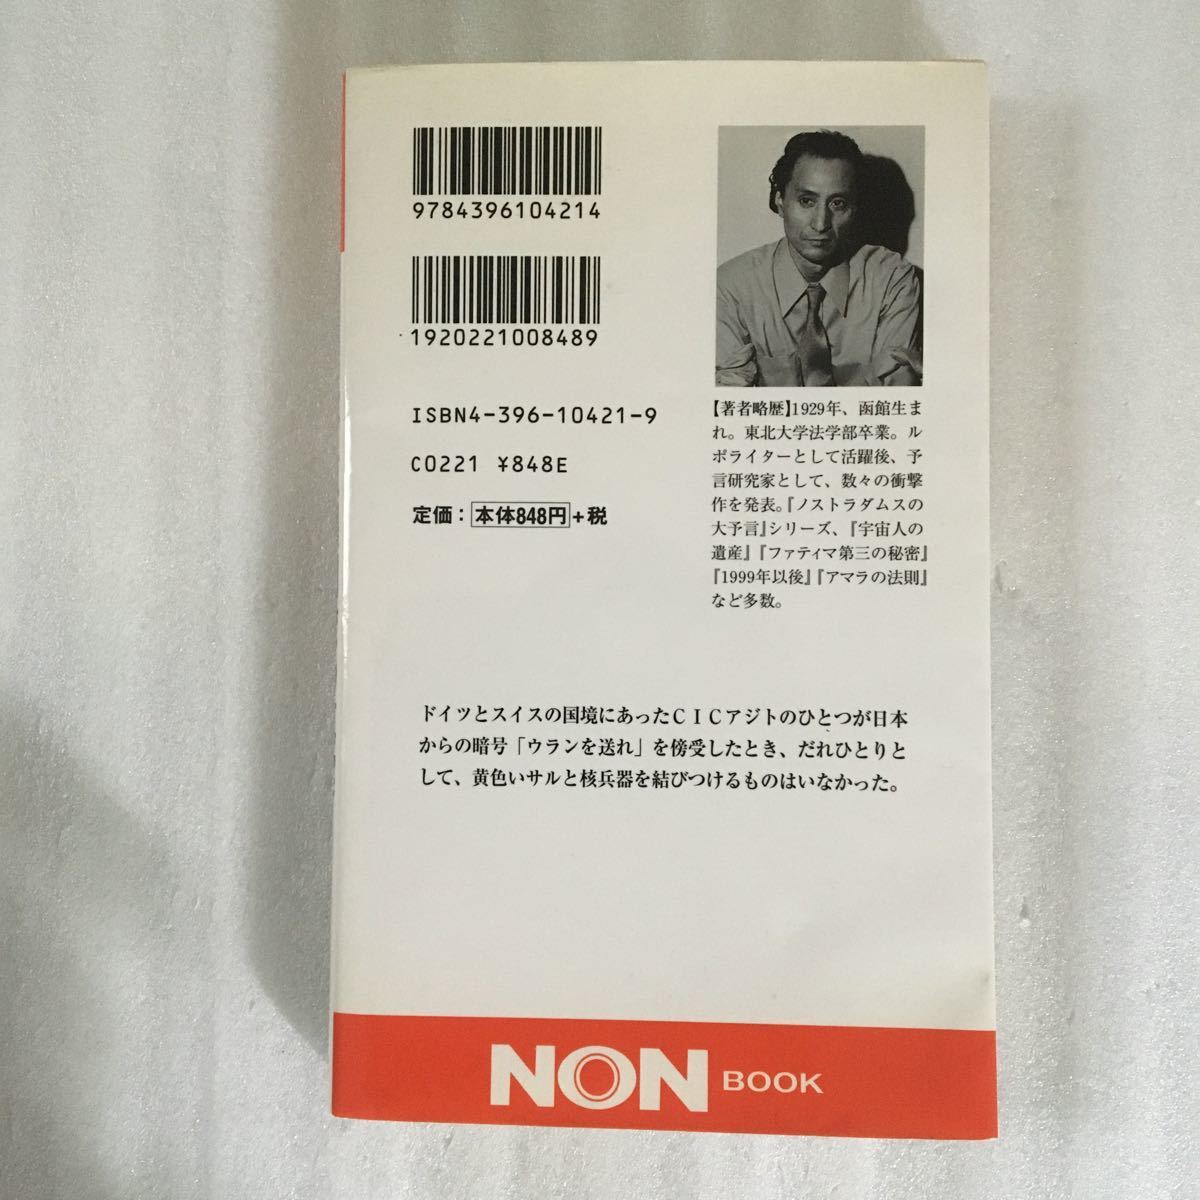 9784396104214
1920221008489
ISBN4-396-10421-9
C0221 ¥848E
定価：本体848円+税
【著者略歴】1929年、函館生ま
れ。東北大学法学部卒業。ル
ポライターとして活躍後、予
言研究家として、数々の衝撃
作を発表。『ノストラダムスの
大予言』シリーズ、『宇宙人の
遺産』『ファティマ第三の秘密』
『1999年以後』『アマラの法則』
など多数。
ドイツとスイスの国境にあったＣＩＣアジトのひとつが日本
からの暗号「ウランを送れ」を傍受したとき、だれひとりと
して、黄色いサルと核兵器を結びつけるものはいなかった。
NON BOOK